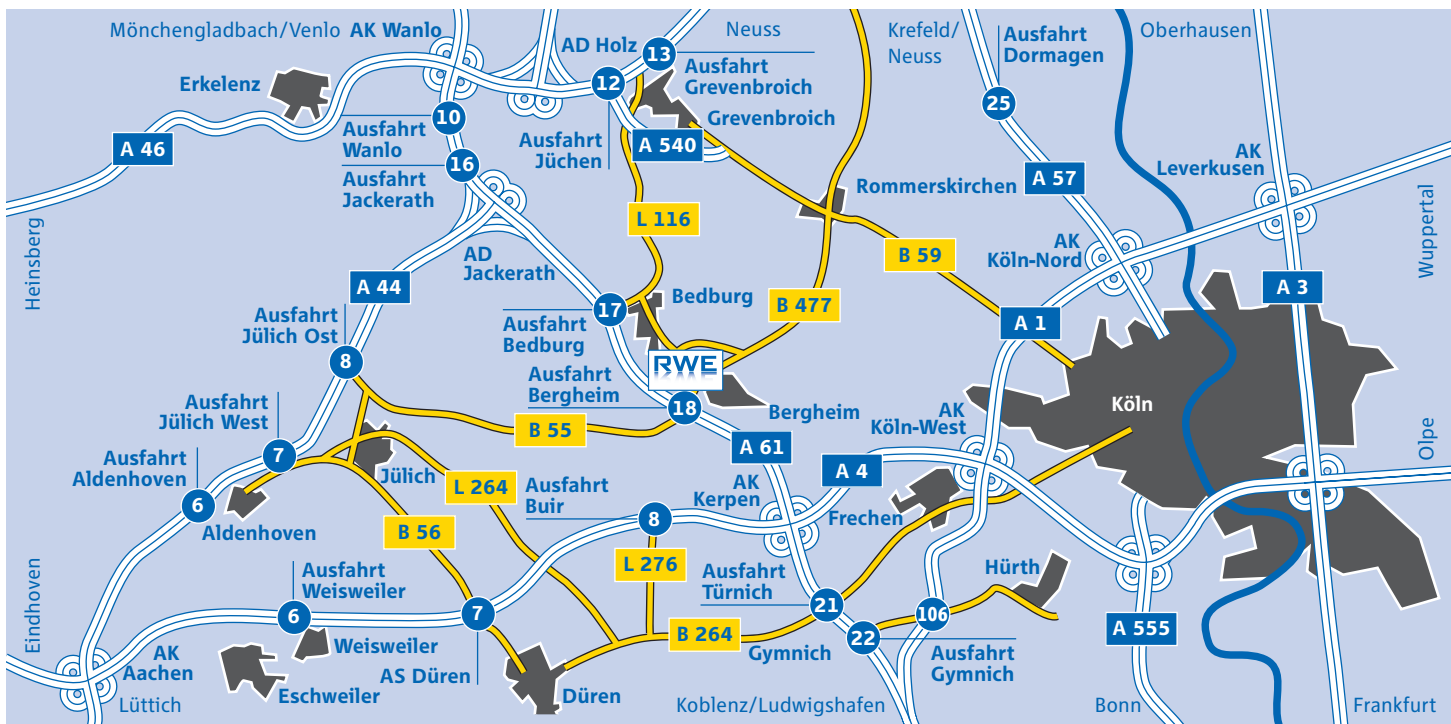 Mönchengladbach/Venlo AK Wanlo
AD Holz
13
Neuss
Krefeld/
Neuss
Ausfahrt
Dormagen
Oberhausen
Erkelenz
12
Ausfahrt
Grevenbroich
Grevenbroich
25
10
Ausfahrt
Wanlo
Ausfahrt
Jüchen
A 540
A 46
16
Ausfahrt
Jackerath
Rommerskirchen
A 57
AK
Leverkusen
Heinsberg
L 116
AD
Jackerath
B 59
AK
Köln-Nord
Wuppertal
A 44
A 3
Ausfahrt
Jülich Ost
17
Bedburg
B 477
A 1
Ausfahrt
Bedburg
8
RWE
Ausfahrt
Bergheim
18
Bergheim
Köln
Ausfahrt
Jülich West
B 55
AK
Köln-West
Olpe
7
A 61
A 4
Ausfahrt
Aldenhoven
Jülich
L 264
Ausfahrt
Buir
AK
Kerpen
6
8
Frechen
Aldenhoven
B 56
L 276
Ausfahrt
Türnich
Hürth
Eindhoven
Ausfahrt
Weisweiler
6
7
21
106
B 264
22
A 555
Weisweiler
Gymnich
Ausfahrt
Gymnich
AK
Aachen
AS Düren
Eschweiler
Düren
Lüttich
Koblenz/Ludwigshafen
Bonn
Frankfurt